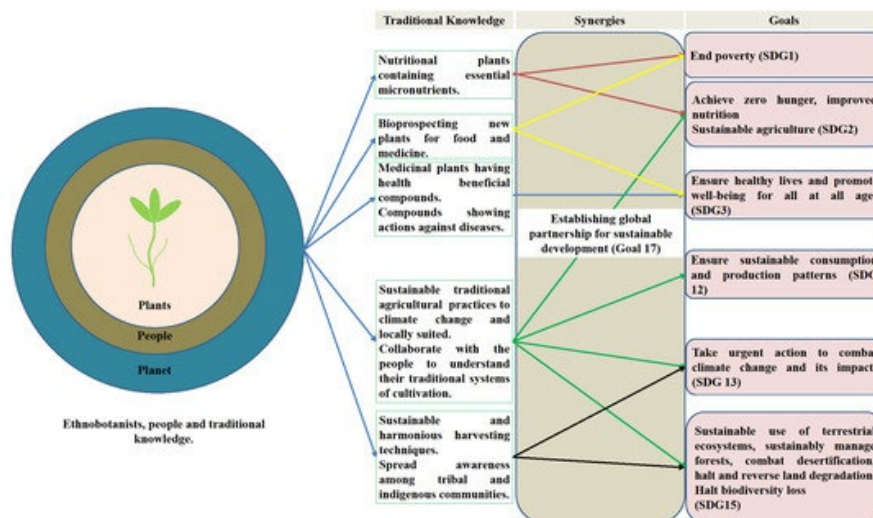 Traditional Knowledge
Synergies
Goals
Nutritional plants
containing essential
micronutrients.
Bioprospecting new
plants for food and
medicine.
Medicinal plants having
health beneficial
compounds.
Compounds showing
actions against diseases.
Sustainable traditional
agricultural practices to
climate change and
locally suited.
Collaborate with the
people to understand
their traditional systems
of cultivation.
Sustainable and
harmonious harvesting
techniques.
Spread awareness
among tribal and
indigenous communities.
Establishing global
partnership for sustainable
development (Goal 17)
End poverty (SDG1)
Achieve zero hunger, improved
nutrition
Sustainable agriculture (SDG2)
Ensure healthy lives and promot
well-being for all at all age
(SDG3)
Ensure sustainable consumption
and production patterns (SDG
12)
Take urgent action to combat
climate change and its impact
(SDG 13)
Sustainable use of terrestrial
ecosystems, sustainably manage
forests, combat desertification,
halt and reverse land degradation
Halt biodiversity loss
(SDG15)
Plants
People
Planet
Ethnobotanists, people and traditional
knowledge.